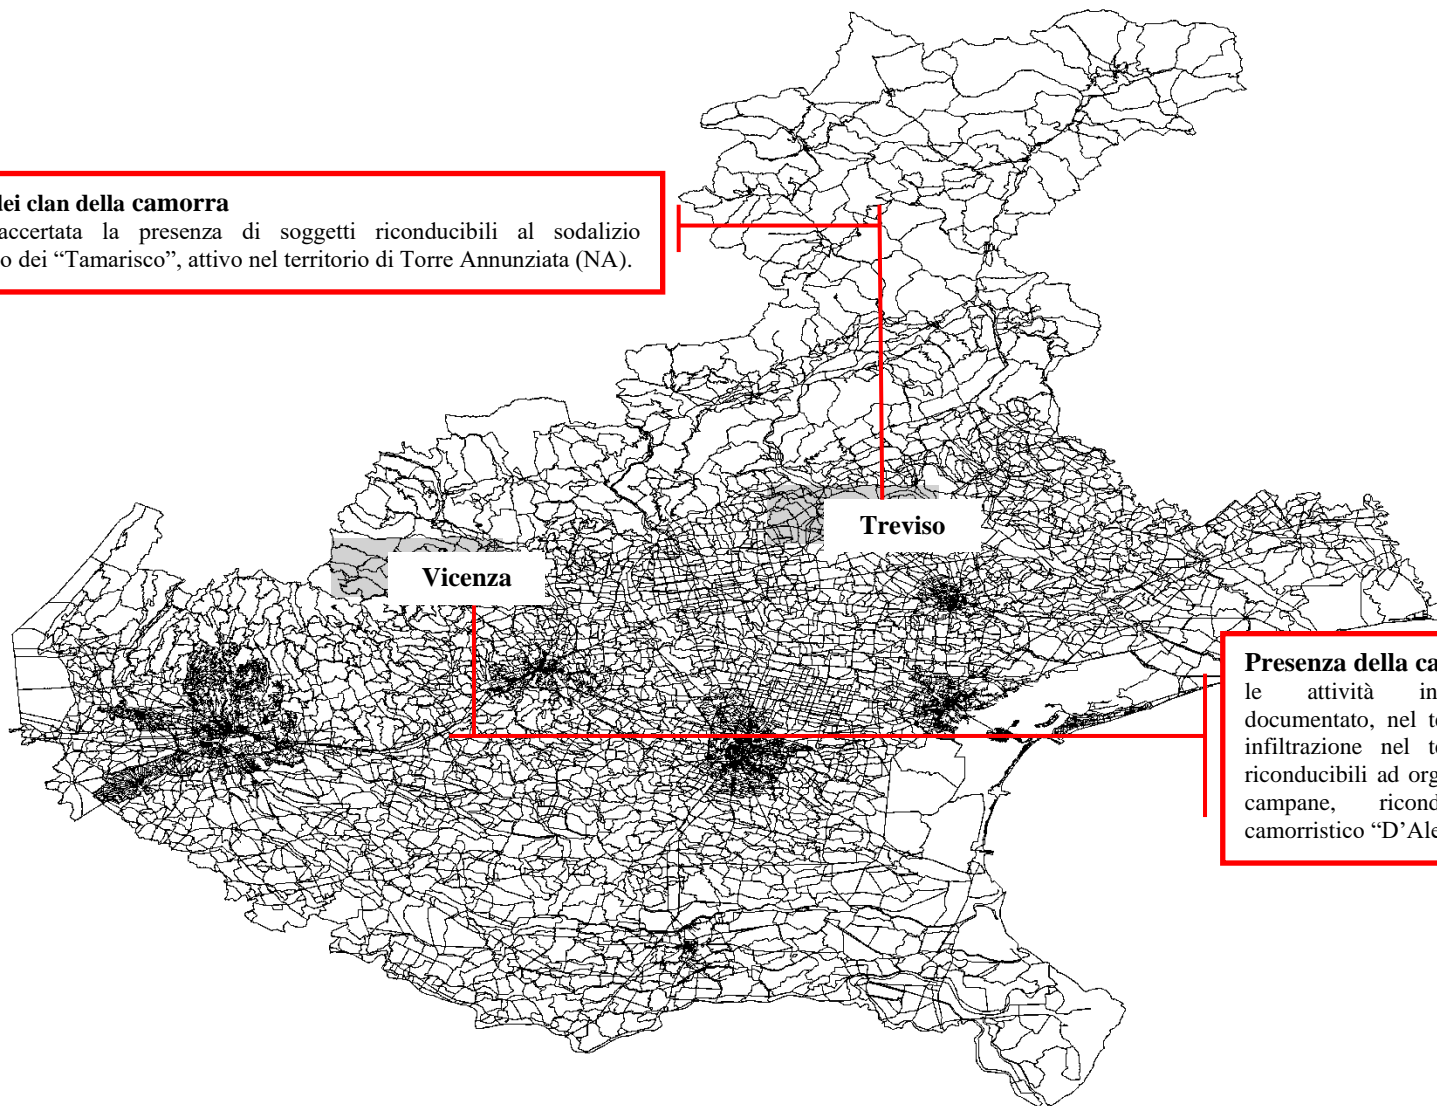 dei clan della camorra
accertata la presenza di soggetti riconducibili al sodalizio
o dei “Tamarisco”, attivo nel territorio di Torre Annunziata (NA).
Treviso
Vicenza
Presenza della ca
le attività in
documentato, nel te
infiltrazione nel te
riconducibili ad org
campane, ricond
camorristico “D’Ale